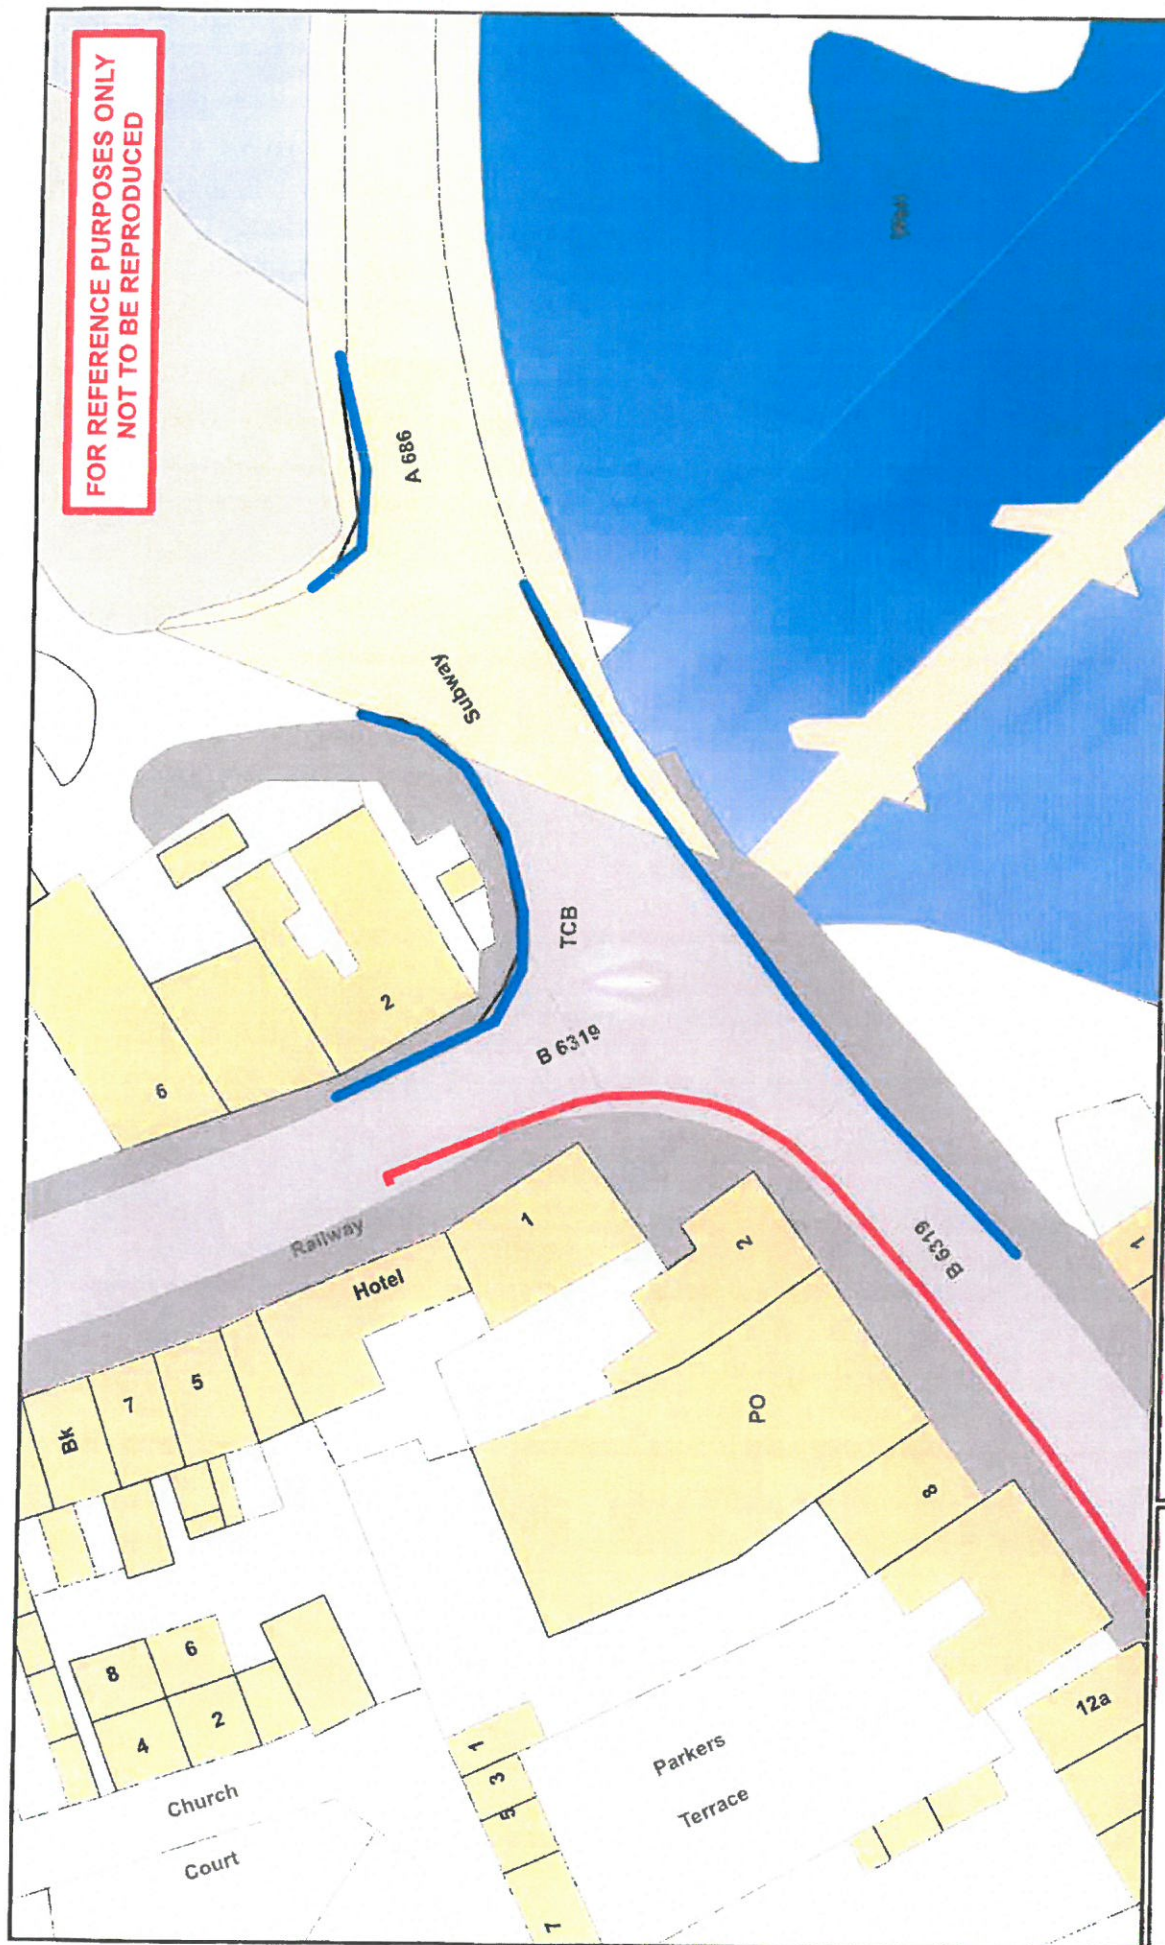 FOR REFERENCE PURPOSES ONLY
NOT TO BE REPRODUCED
A 686
Subway
TCB
2
B 6319
6
Railway
Hotel
1
2
B 6319
1
5
7
Bk
PO
8
8
6
4
2
Church
Court
1
3
5
7
Parkers
Terrace
12a